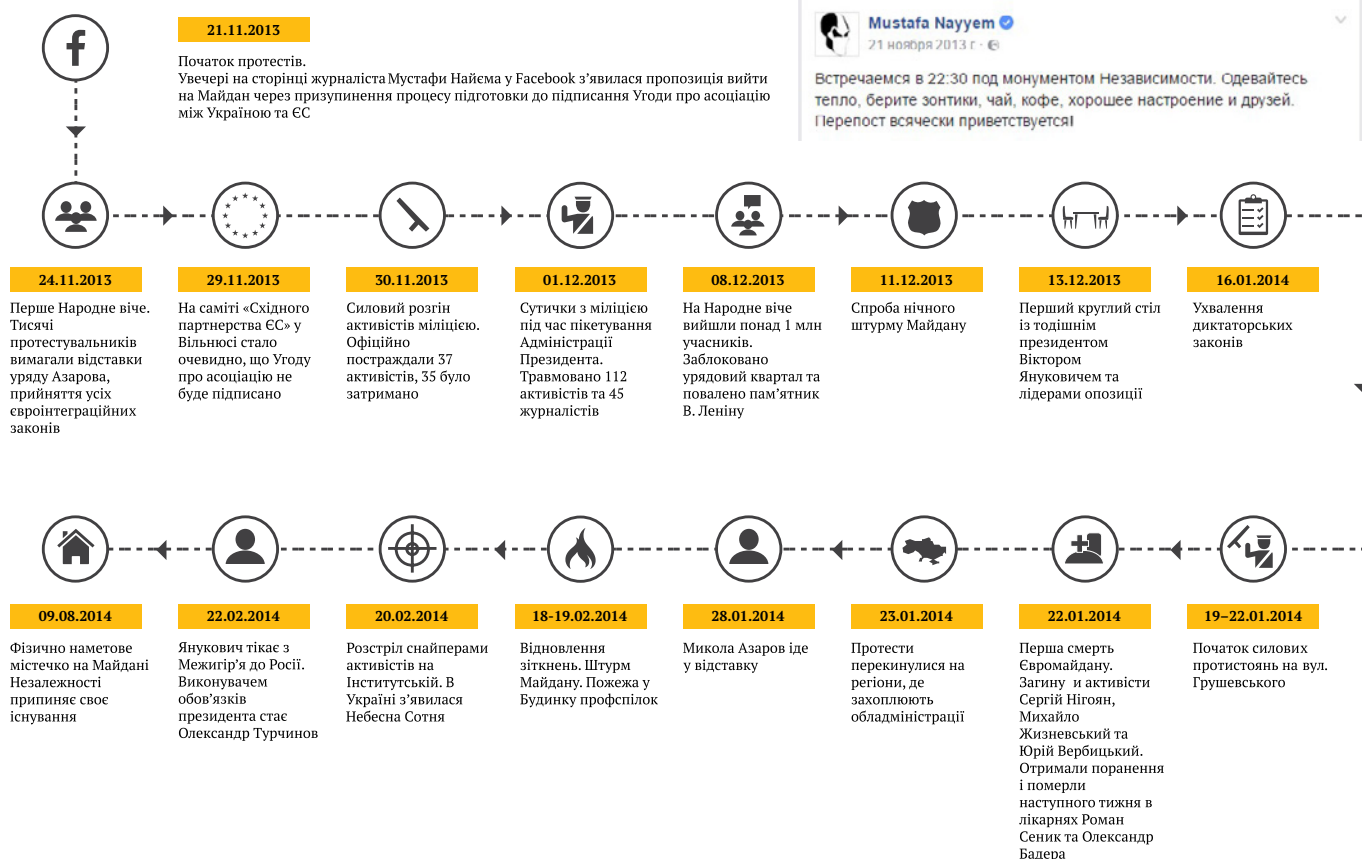 21.11.2013
Початок протестів.
Увечері на сторінці журналіста Мустафи Найєма у Facebook з’явилася пропозиція вийти
на Майдан через призупинення процесу підготовки до підписання Угоди про асоціацію
між Україною та ЄС
Mustafa Nayyem
21 ноября 2013 г.
Встречаемся в 22:30 под монументом Независимости. Одевайтесь
тепло, берите зонтики, чай, кофе, хорошее настроение и друзей.
Перепост всячески приветствуется!
24.11.2013
Перше Народне віче.
Тисячі
протестувальників
вимагали відставки
уряду Азарова,
прийняття усіх
євроінтеграційних
законів
29.11.2013
На саміті «Східного
партнерства ЄС» у
Вільнюсі стало
очевидно, що Угоду
про асоціацію не
буде підписано
30.11.2013
Силовий розгін
активістів міліцією.
Офіційно
постраждали 37
активістів, 35 було
затримано
01.12.2013
Сутички з міліцією
під час пікетування
Адміністрації
Президента.
Травмовано 112
активістів та 45
журналістів
08.12.2013
На Народне віче
вийшли понад 1 млн
учасників.
Заблоковано
урядовий квартал та
повалено пам’ятник
В. Леніну
11.12.2013
Спроба нічного
штурму Майдану
13.12.2013
Перший круглий стіл
із тодішнім
президентом
Віктором
Януковичем та
лідерами опозиції
16.01.2014
Ухвалення
диктаторських
законів
09.08.2014
Фізично наметове
містечко на Майдані
Незалежності
припиняє своє
існування
22.02.2014
Янукович тікає з
Межигір’я до Росії.
Виконувачем
обов’язків
президента стає
Олександр Турчинов
20.02.2014
Розстріл снайперами
активістів на
Інститутській. В
Україні з’явилася
Небесна Сотня
18-19.02.2014
Відновлення
зіткнень. Штурм
Майдану. Пожежа у
Будинку профспілок
28.01.2014
Микола Азаров іде
у відставку
23.01.2014
Протести
перекинулися на
регіони, де
захоплюють
обладміністрації
22.01.2014
Перша смерть
Євромайдану.
Загину и активісти
Сергій Нігоян,
Михайло
Жизневський та
Юрій Вербицький.
Отримали поранення
і померли
наступного тижня в
лікарнях Роман
Сеник та Олександр
Бадера
19–22.01.2014
Початок силових
протистоянь на вул.
Грушевського